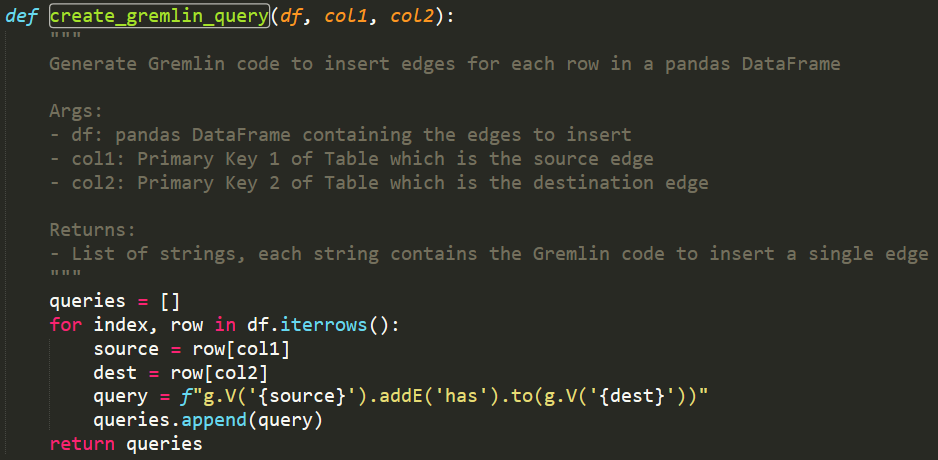 def create_gremlin_query(df, col1, col2):
    """
    Generate Gremlin code to insert edges for each row in a pandas DataFrame

    Args:
    - df: pandas DataFrame containing the edges to insert
    - col1: Primary Key 1 of Table which is the source edge
    - col2: Primary Key 2 of Table which is the destination edge

    Returns:
    - List of strings, each string contains the Gremlin code to insert a single edge
    """
    queries = []
    for index, row in df.iterrows():
        source = row[col1]
        dest = row[col2]
        query = f"g.V('{source}').addE('has').to(g.V('{dest}'))"
        queries.append(query)
    return queries